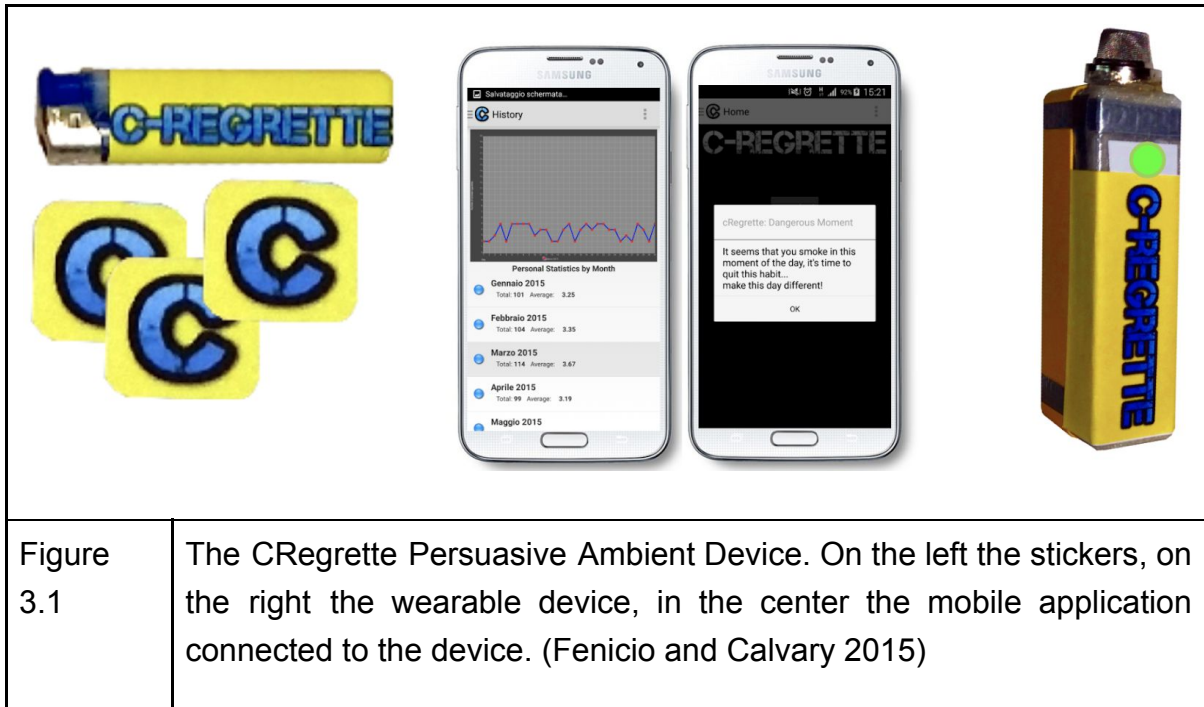 C-REGRETTE
C
C
C
SAMSUNG
Salvataggio schermata...
C History
Personal Statistics by Month
Gennaio 2015
Total: 101 Average: 3.25
Febbraio 2015
Total: 104 Average: 3.35
Marzo 2015
Total: 114 Average: 3.67
Aprile 2015
Total: 99 Average: 3.19
Maggio 2015
SAMSUNG
92% 15:21
C Home
C-REGRETTE
cRegrette: Dangerous Moment
It seems that you smoke in this
moment of the day, it's time to
quit this habit...
make this day different!
OK
C-REGRETTE
Figure
3.1
The CRegrette Persuasive Ambient Device. On the left the stickers, on
the right the wearable device, in the center the mobile application
connected to the device. (Fenicio and Calvary 2015)